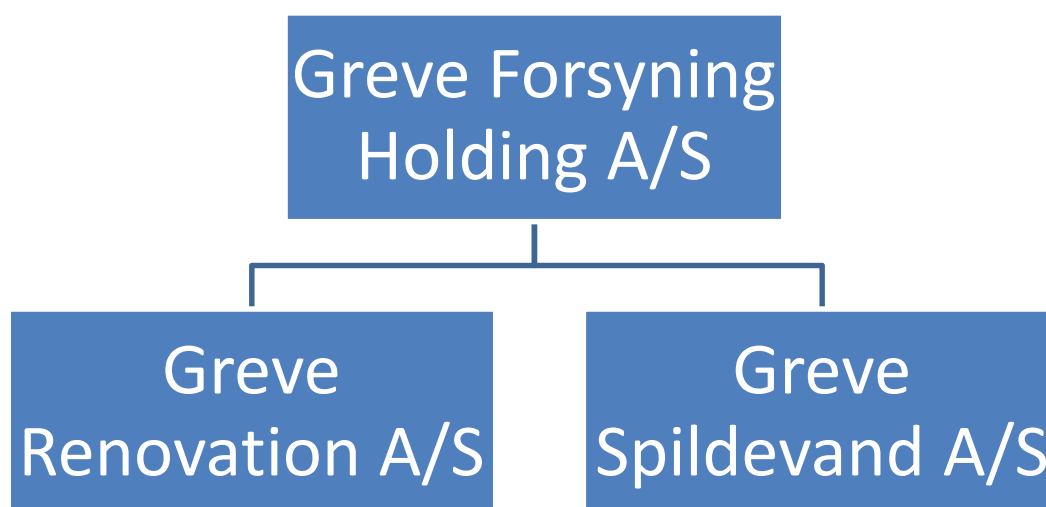 Greve Forsyning
Holding A/S
Greve
Renovation A/S
Greve
Spildevand A/S